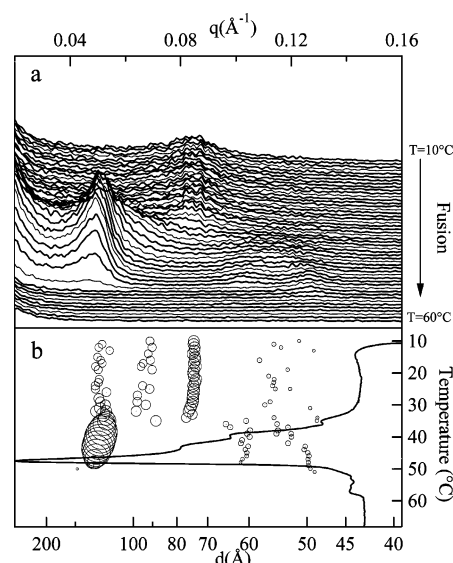 q(Å-1)
0.04 0.08 0.12 0.16
a
T=10°C
Fusion
T=60°C
b
10
20
30
40
50
60
Temperature (°C)
200 100 80 70 60 50 45 40
d(Å)